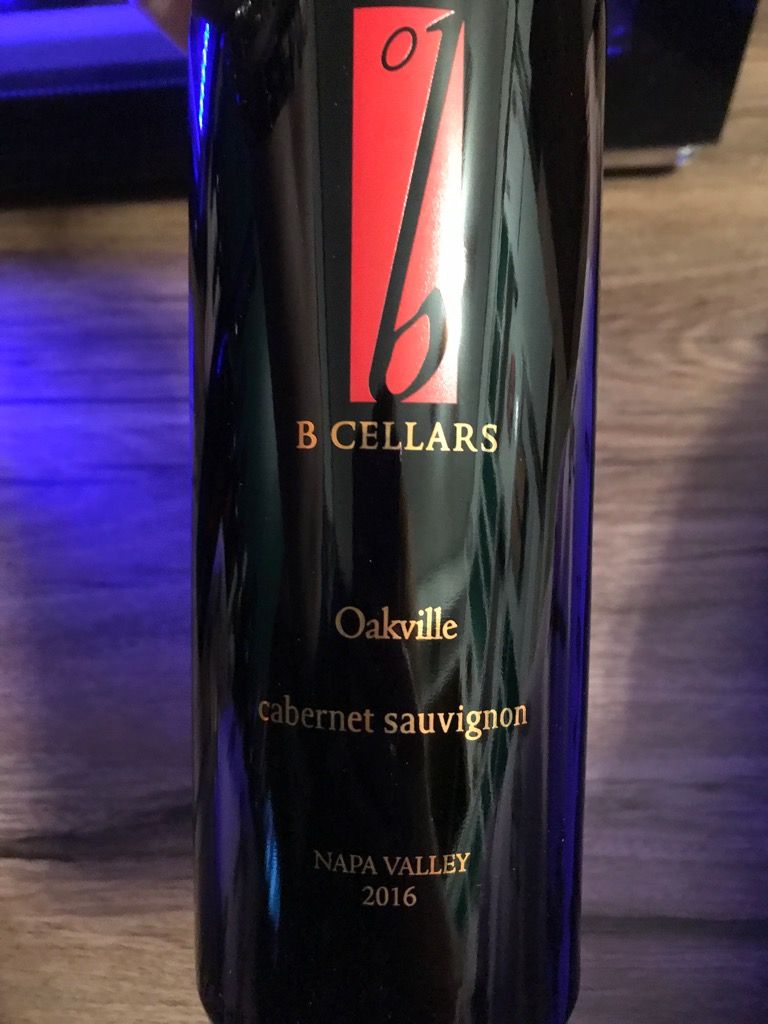 °b
B CELLARS
Oakville
cabernet sauvignon
NAPA VALLEY
2016